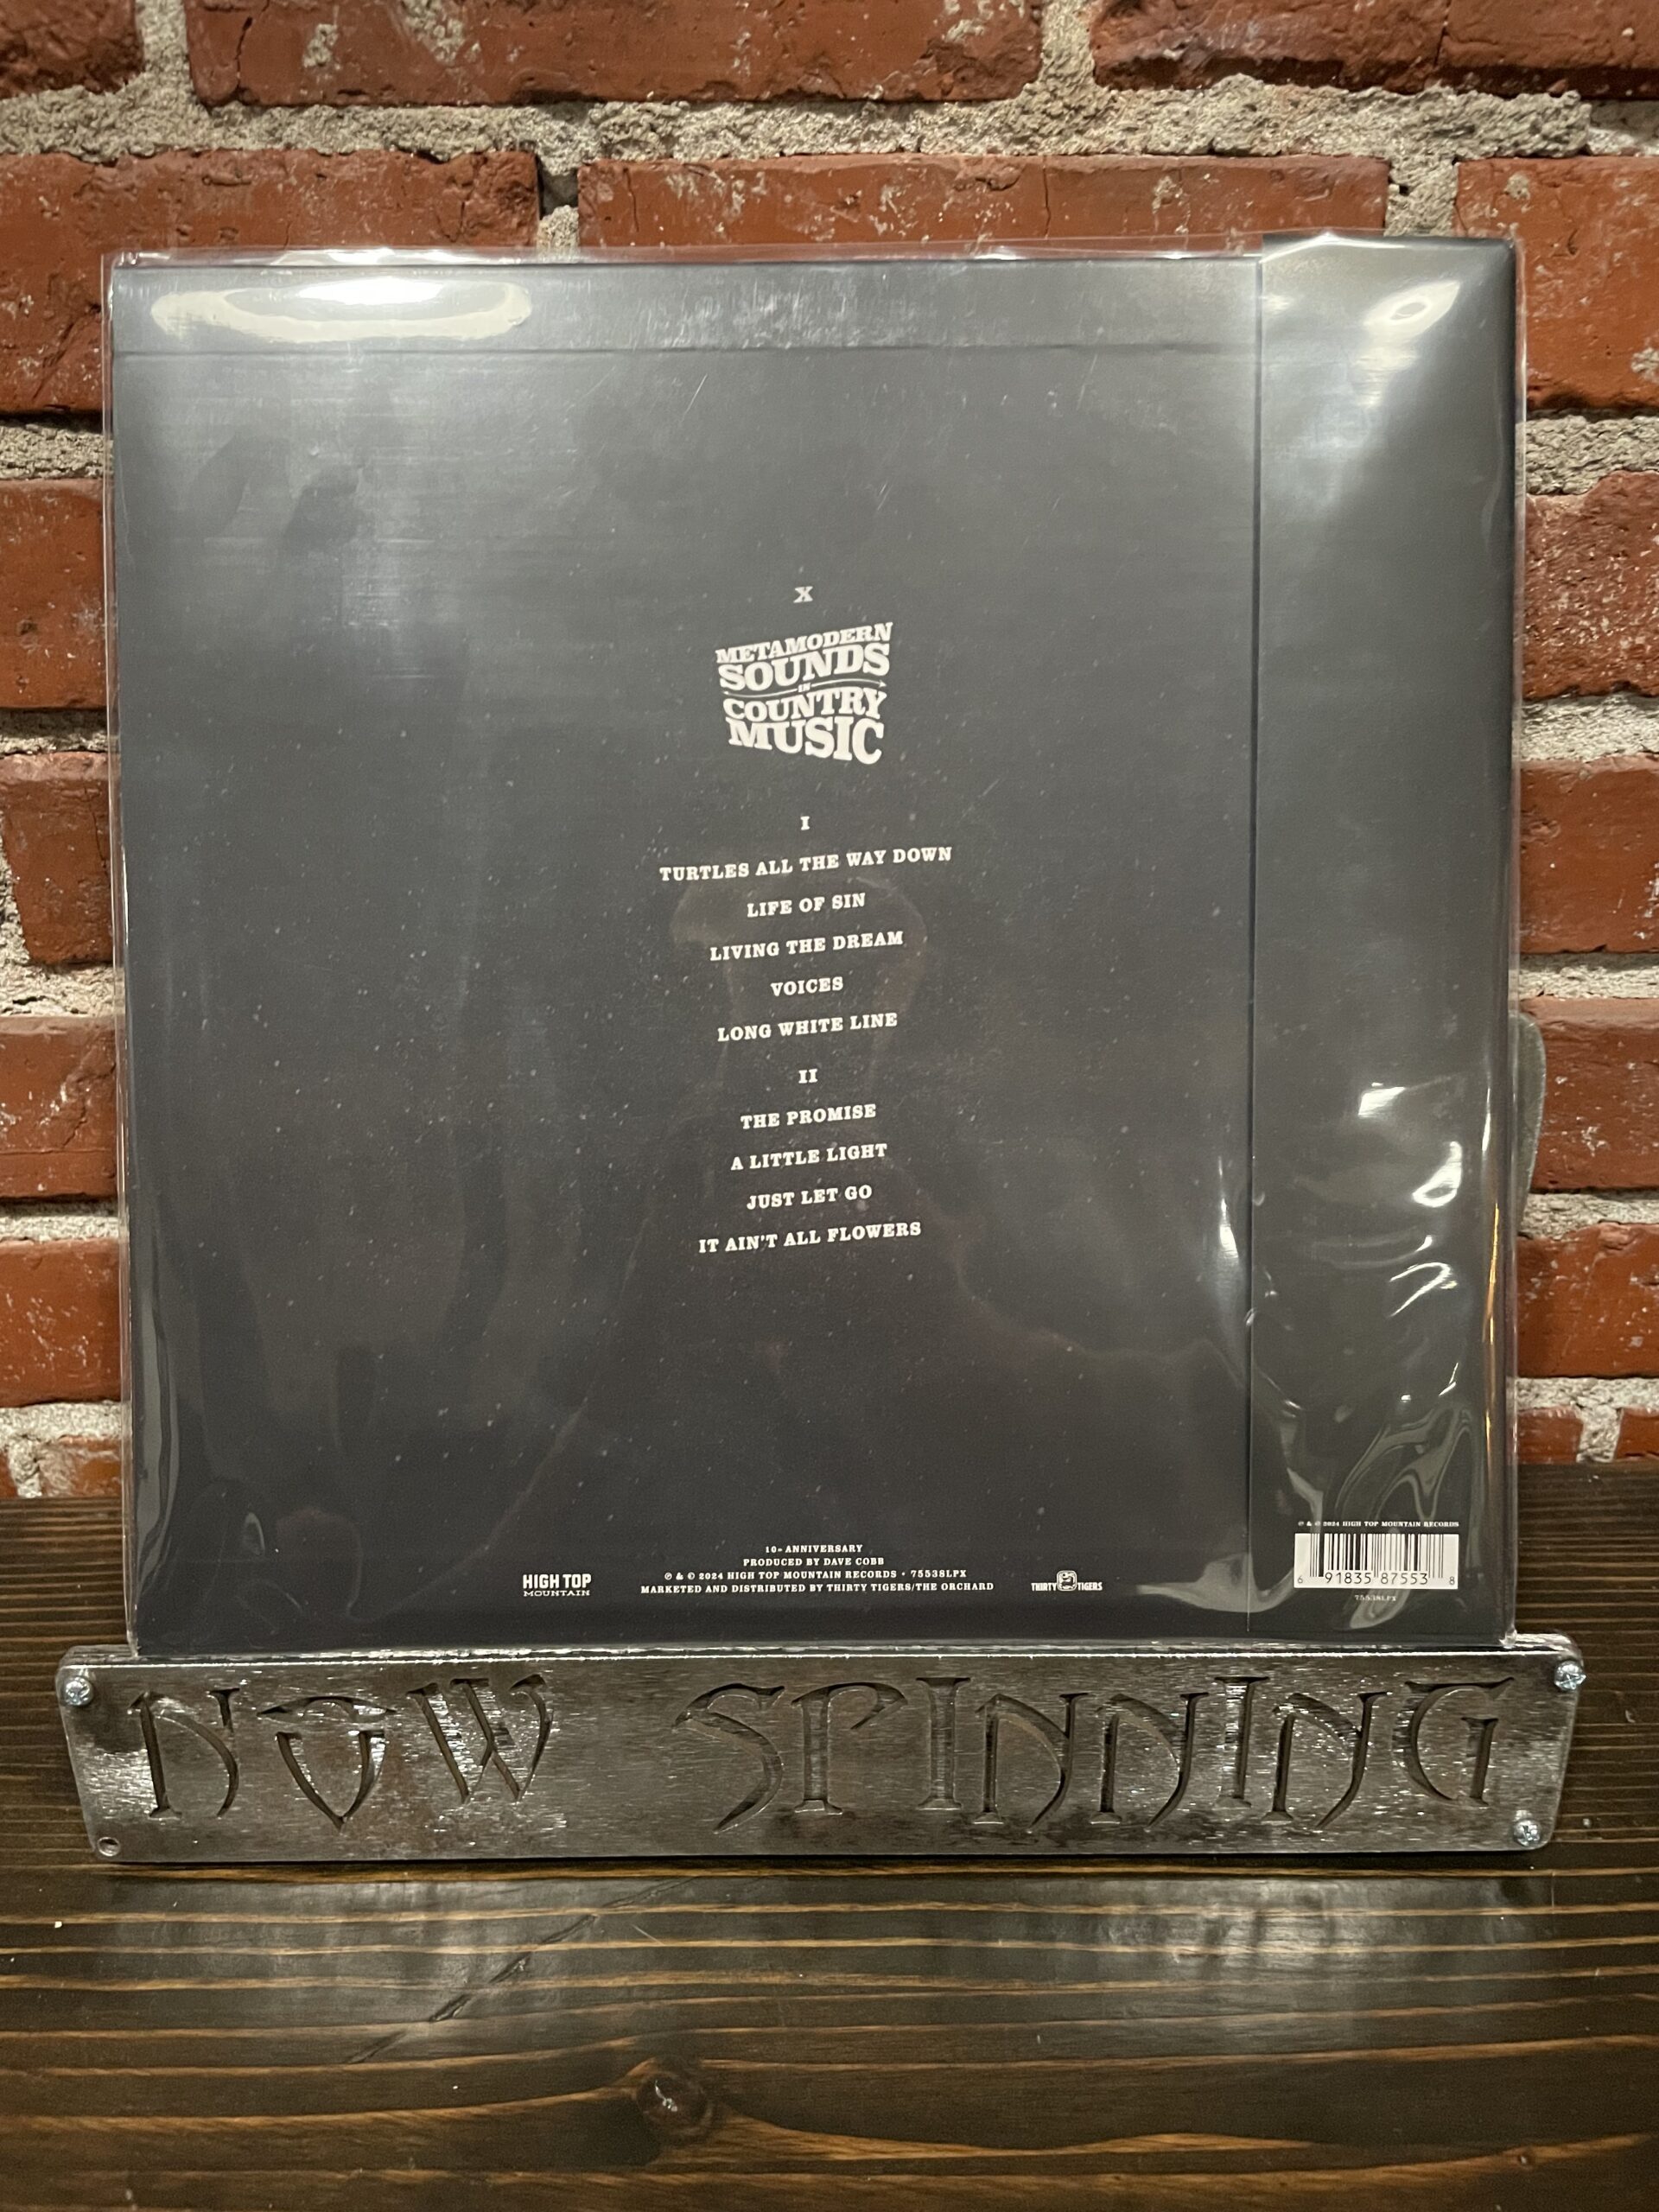 X
METAMODERN
SOUNDS
IN
COUNTRY
MUSIC
I
TURTLES ALL THE WAY DOWN
LIFE OF SIN
LIVING THE DREAM
VOICES
LONG WHITE LINE
II
THE PROMISE
A LITTLE LIGHT
JUST LET GO
IT AIN'T ALL FLOWERS
10TH ANNIVERSARY
PRODUCED BY DAVE COBB
℗ & © 2024 HIGH TOP MOUNTAIN RECORDS • 75538LPX
MARKETED AND DISTRIBUTED BY THIRTY TIGERS/THE ORCHARD
HIGH TOP
MOUNTAIN
THIRTY TIGERS
℗ & © 2024 HIGH TOP MOUNTAIN RECORDS
6 91835 87553 8
75538LPX
NOW SPINNING